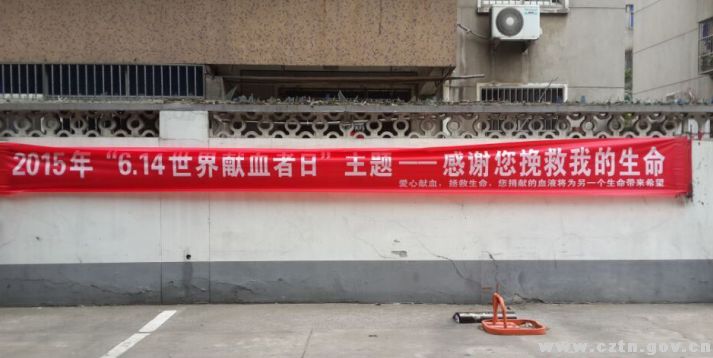 2015年“6.14世界献血者日”主题——感谢您挽救我的生命
爱心献血，拯救生命，您捐献的血液将为另一个生命带来希望
www.cztn.gov.cn